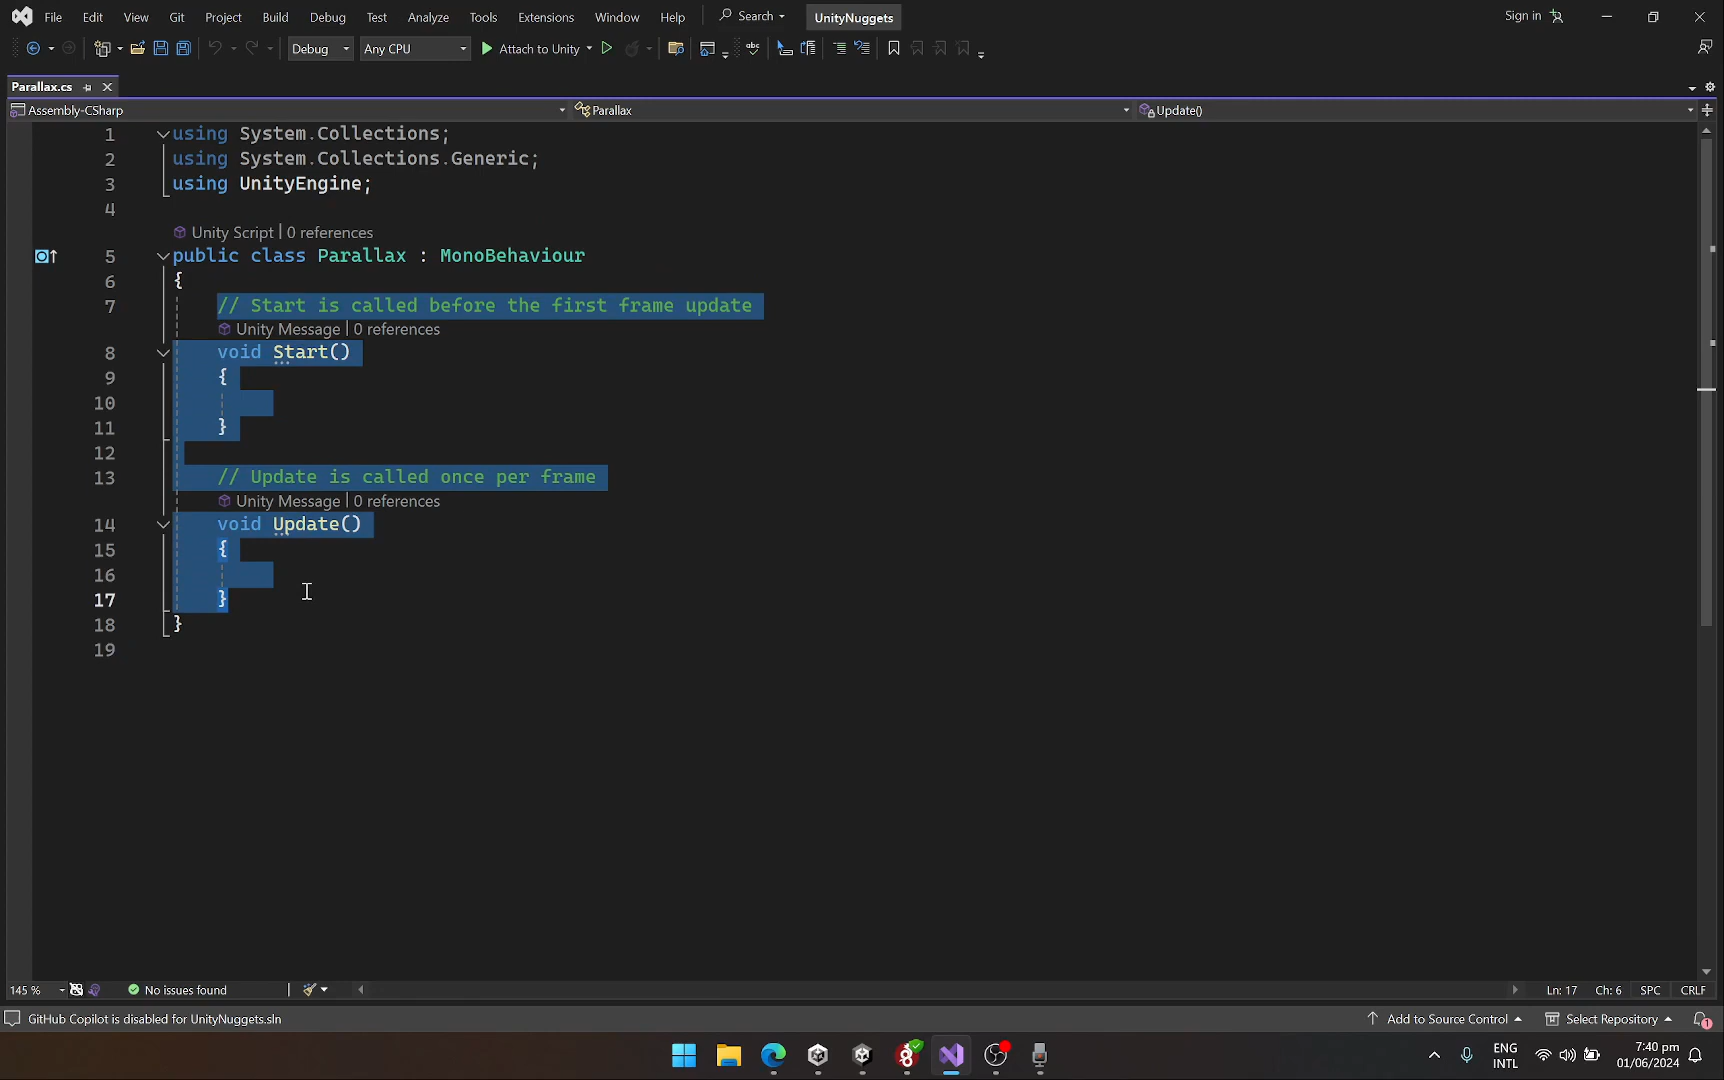 File Edit View Git Project Build Debug Test Analyze Tools Extensions Window Help Search UnityNuggets Sign in
Debug Any CPU Attach to Unity
Parallax.cs
Assembly-CSharp Parallax Update()
1 using System.Collections;
2 using System.Collections.Generic;
3 using UnityEngine;
4
Unity Script | 0 references
5 public class Parallax : MonoBehaviour
6 {
7 // Start is called before the first frame update
Unity Message | 0 references
8 void Start()
9 {
10
11 }
12
13 // Update is called once per frame
Unity Message | 0 references
14 void Update()
15 {
16
17 }
18 }
19
145 % No issues found Ln: 17 Ch: 6 SPC CRLF
GitHub Copilot is disabled for UnityNuggets.sln Add to Source Control Select Repository 1
ENG 7:40 pm
INTL 01/06/2024